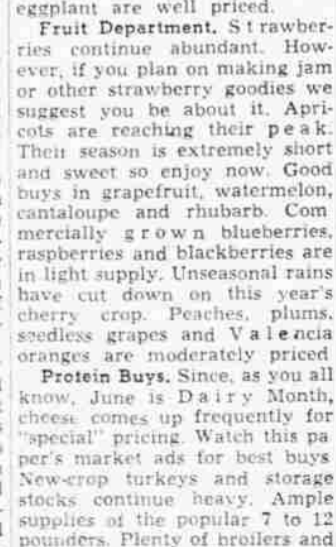 eggplant are well priced.
Fruit Department. Strawber-
ries continue abundant. How-
ever, if you plan on making jam
or other strawberry goodies we
suggest you be about it. Apri-
cots are reaching their peak.
Their season is extremely short
and sweet so enjoy now. Good
buys in grapefruit, watermelon,
cantaloupe and rhubarb. Com
mercially grown blueberries,
raspberries and blackberries are
in light supply. Unseasonal rains
have cut down on this year's
cherry crop. Peaches, plums,
seedless grapes and Valencia
oranges are moderately priced
Protein Buys. Since, as you all
know, June is Dairy Month,
cheese comes up frequently for
"special" pricing. Watch this pa
per's market ads for best buys
New-crop turkeys and storage
stocks continue heavy. Ample
supplies of the popular 7 to 12
pounders. Plenty of broilers and